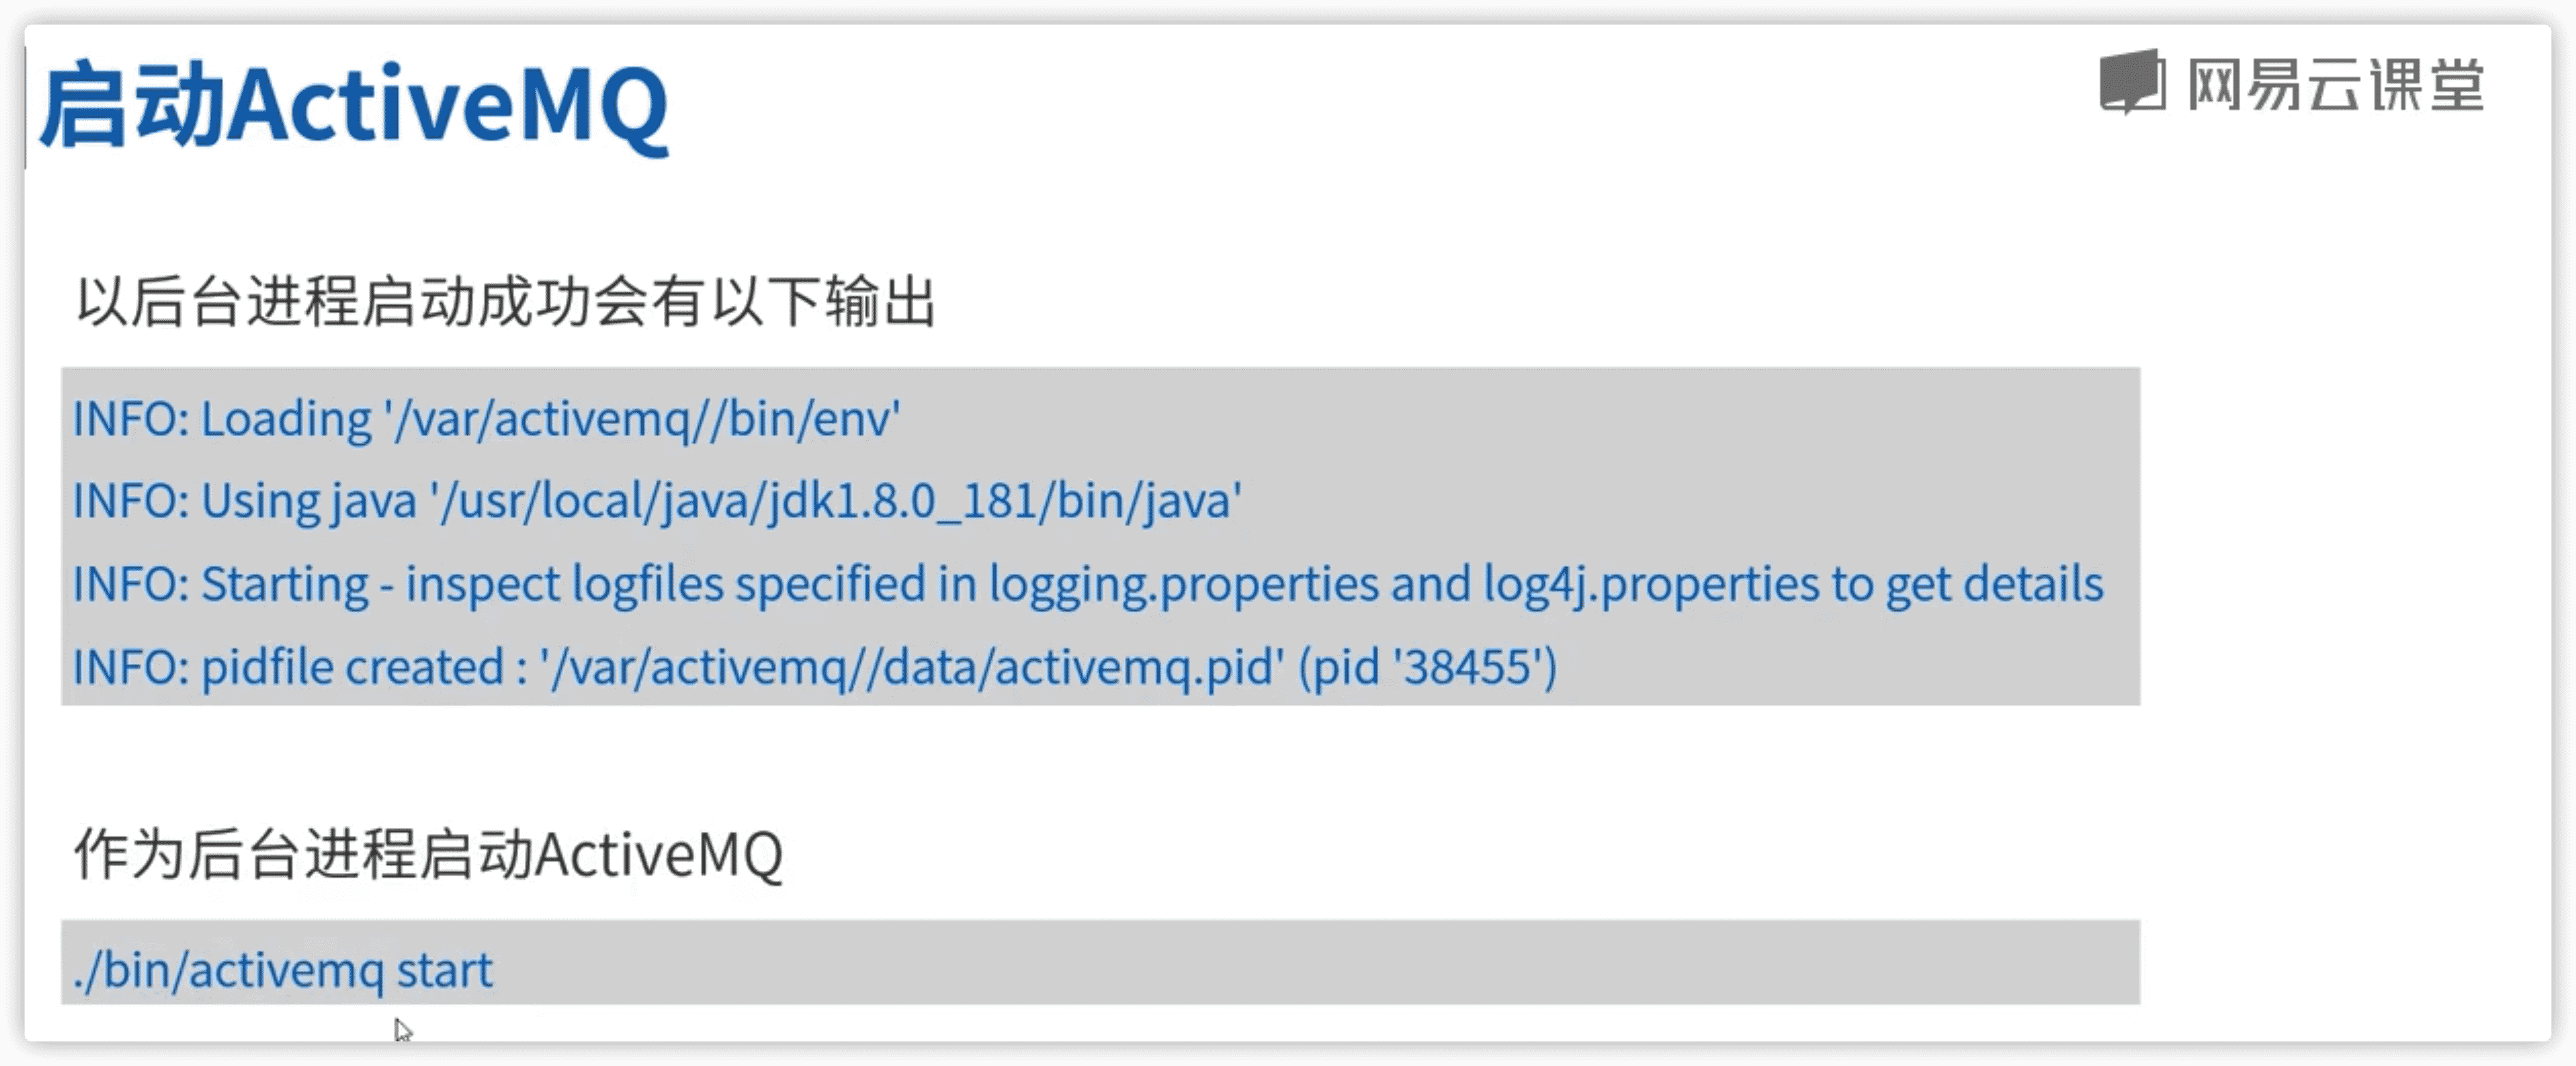 启动ActiveMQ
网易云课堂
以后台进程启动成功会有以下输出
INFO: Loading '/var/activemq//bin/env'
INFO: Using java '/usr/local/java/jdk1.8.0_181/bin/java'
INFO: Starting - inspect logfiles specified in logging.properties and log4j.properties to get details
INFO: pidfile created : '/var/activemq//data/activemq.pid' (pid '38455')
作为后台进程启动ActiveMQ
./bin/activemq start